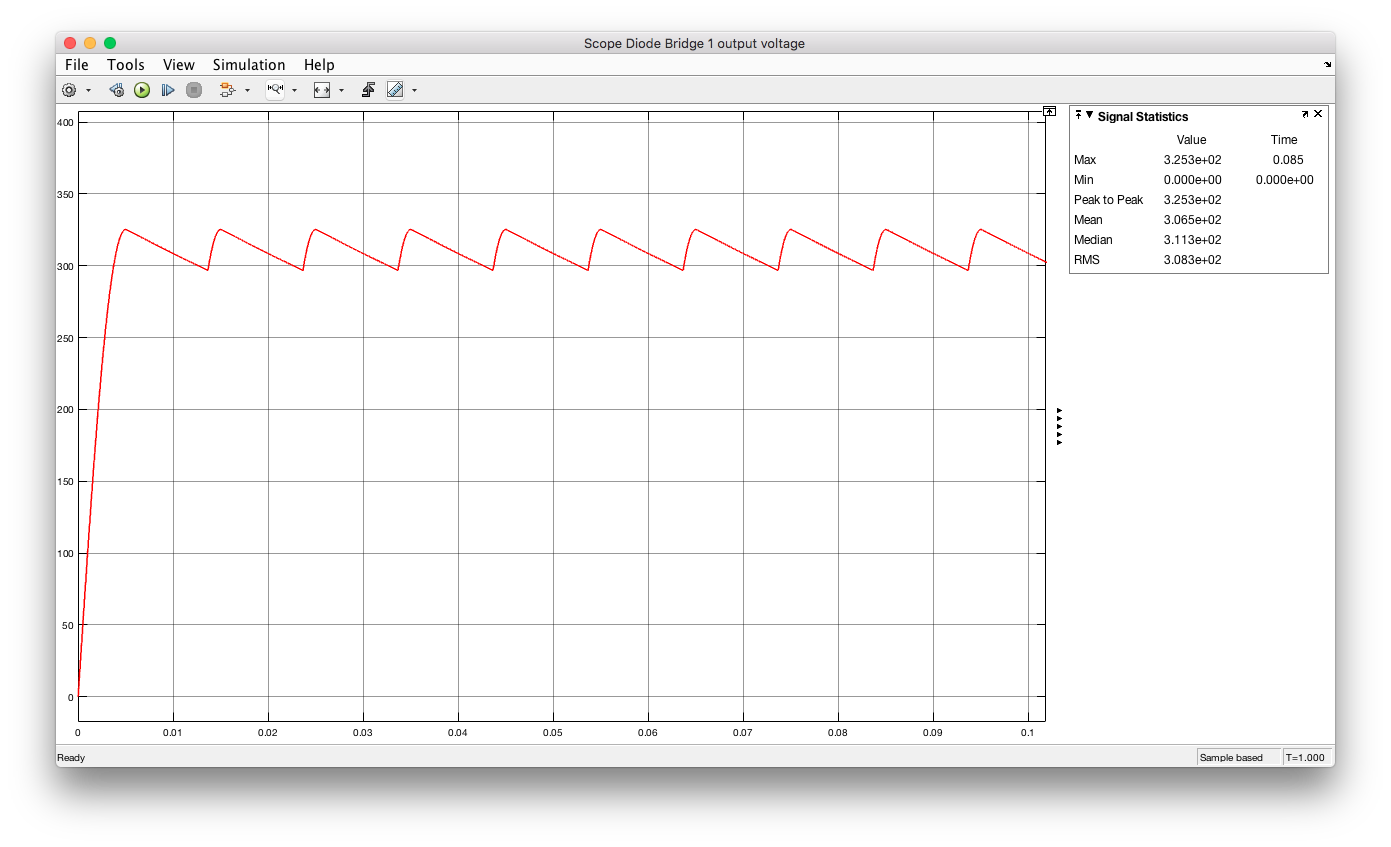 Scope Diode Bridge 1 output voltage
File Tools View Simulation Help
Signal Statistics
Value Time
Max 3.253e+02 0.085
Min 0.000e+00 0.000e+00
Peak to Peak 3.253e+02
Mean 3.065e+02
Median 3.113e+02
RMS 3.083e+02
400
350
300
250
200
150
100
50
0
0 0.01 0.02 0.03 0.04 0.05 0.06 0.07 0.08 0.09 0.1
Ready
Sample based T=1.000